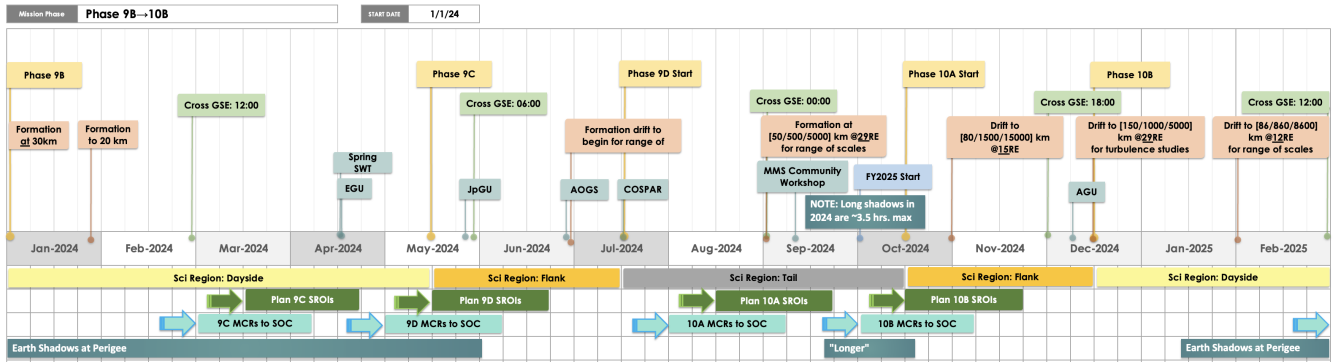 Mission Phase
Phase 9B→10B
START DATE
1/1/24
Phase 9B
Phase 9C
Phase 9D Start
Phase 10A Start
Phase 10B
Cross GSE: 12:00
Cross GSE: 06:00
Cross GSE: 00:00
Cross GSE: 18:00
Cross GSE: 12:00
Formation
at 30km
Formation
to 20 km
Formation drift to
begin for range of
Formation at
[50/500/5000] km @29RE
for range of scales
Drift to
[80/1500/15000] km
@15RE
Drift to [150/1000/5000]
km @29RE
for turbulence studies
Drift to [86/860/8600]
km @12RE
for range of scales
Spring
SWT
EGU
JpGU
AOGS
COSPAR
MMS Community
Workshop
FY2025 Start
AGU
NOTE: Long shadows in
2024 are ~3.5 hrs. max
Jan-2024
Feb-2024
Mar-2024
Apr-2024
May-2024
Jun-2024
Jul-2024
Aug-2024
Sep-2024
Oct-2024
Nov-2024
Dec-2024
Jan-2025
Feb-2025
Sci Region: Dayside
Sci Region: Flank
Sci Region: Tail
Sci Region: Flank
Sci Region: Dayside
Plan 9C SROIs
Plan 9D SROIs
Plan 10A SROIs
Plan 10B SROIs
9C MCRs to SOC
9D MCRs to SOC
10A MCRs to SOC
10B MCRs to SOC
Earth Shadows at Perigee
"Longer"
Earth Shadows at Perigee